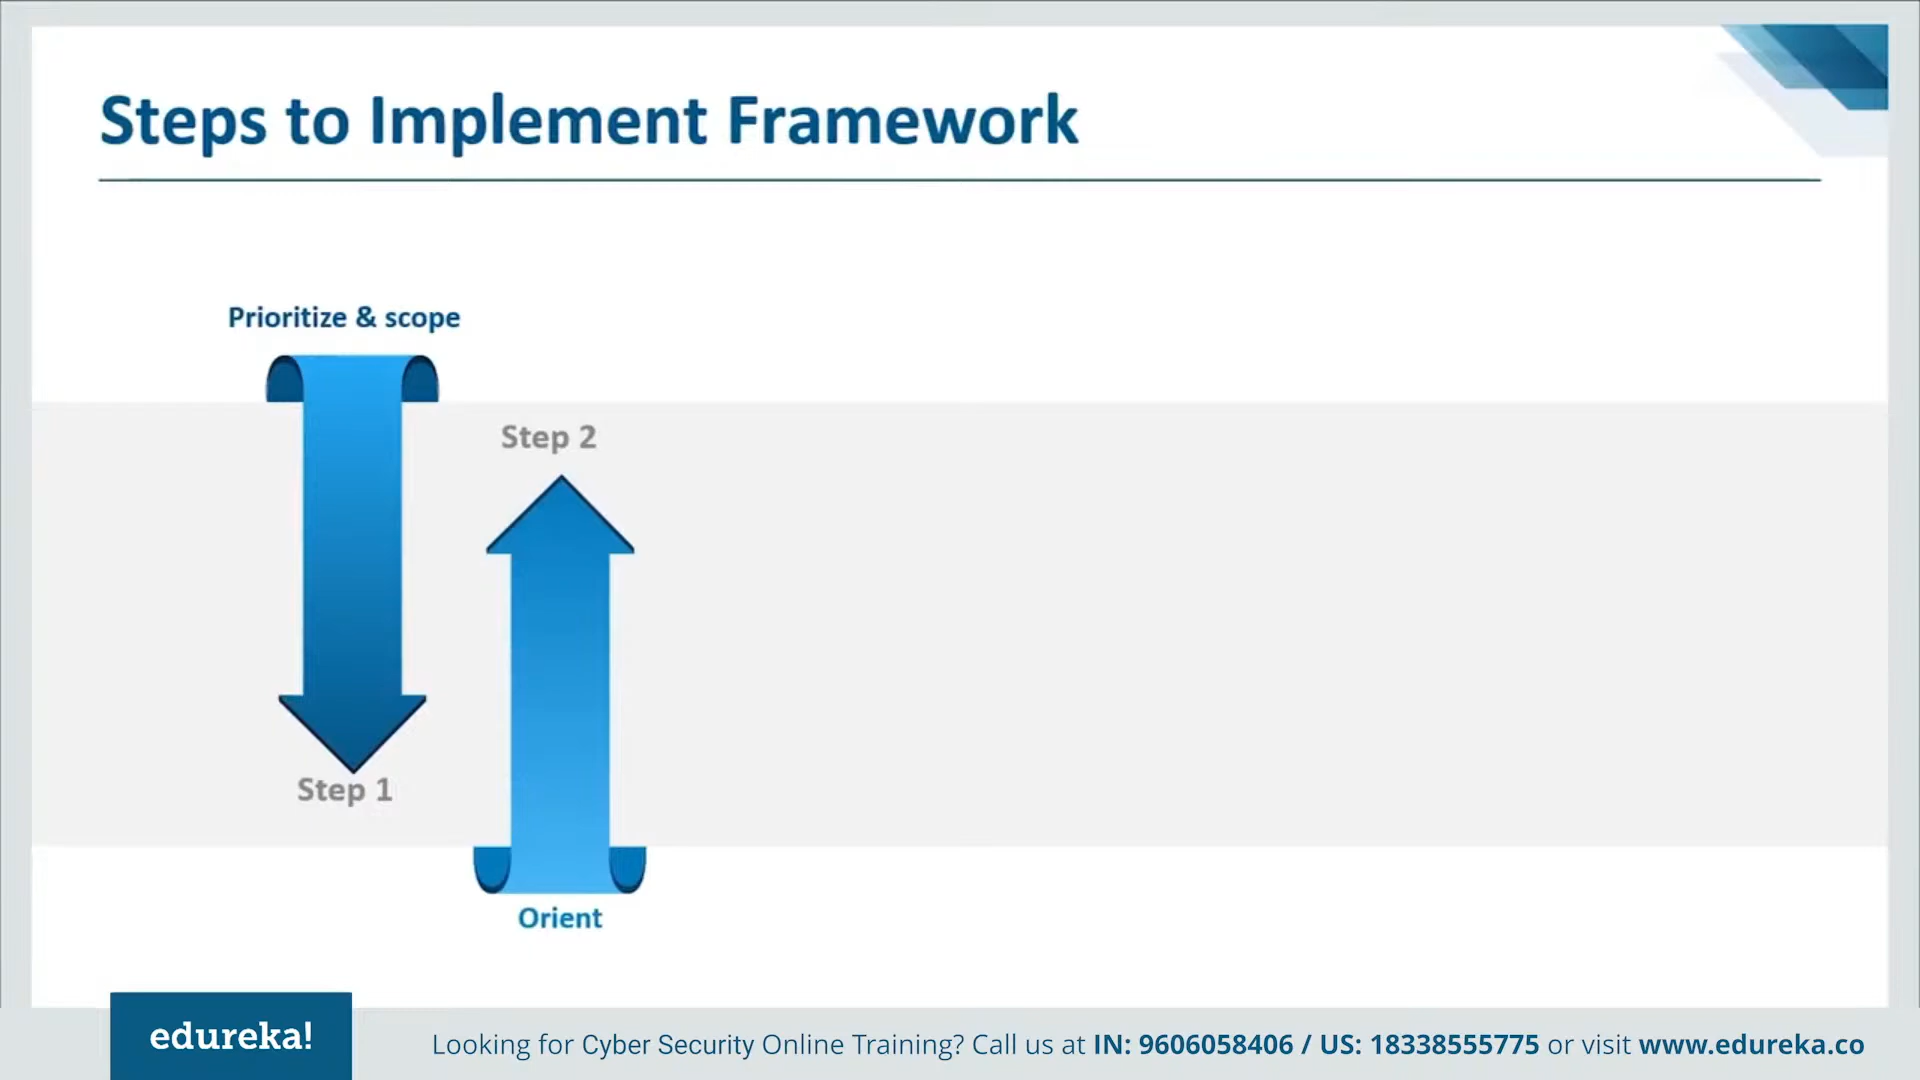 Steps to Implement Framework
Prioritize & scope
Step 2
Step 1
Orient
edureka!
Looking for Cyber Security Online Training? Call us at IN: 9606058406 / US: 18338555775 or visit www.edureka.co